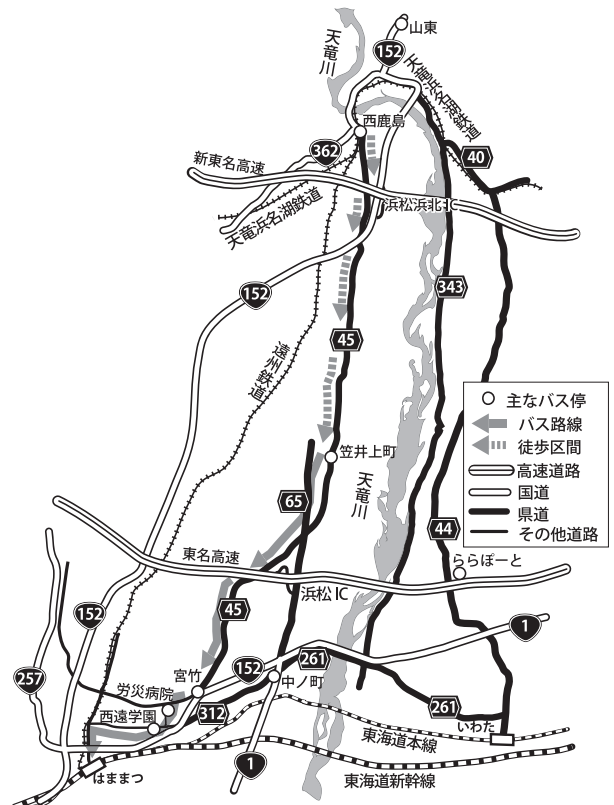 山東
天竜川
152
天竜浜名湖鉄道
西鹿島
362
40
新東名高速
浜松浜北IC
天竜浜名湖鉄道
152
343
45
遠州鉄道
主なバス停
バス路線
徒歩区間
高速道路
国道
県道
その他道路
笠井上町
天竜川
65
44
東名高速
ららぽーと
浜松IC
152
45
1
257
宮竹
152
261
労災病院
中ノ町
西遠学園
312
261
いわた
東海道本線
1
はままつ
東海道新幹線